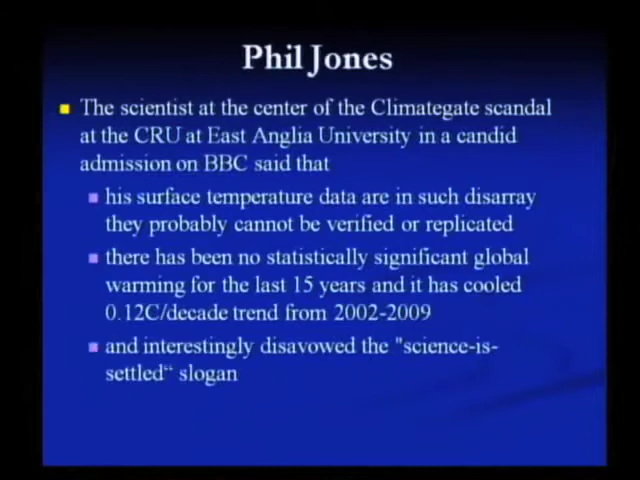 Phil Jones
The scientist at the center of the Climategate scandal
at the CRU at East Anglia University in a candid
admission on BBC said that
his surface temperature data are in such disarray
they probably cannot be verified or replicated
there has been no statistically significant global
warming for the last 15 years and it has cooled
0.12C/decade trend from 2002-2009
and interestingly disavowed the "science-is-
settled“ slogan